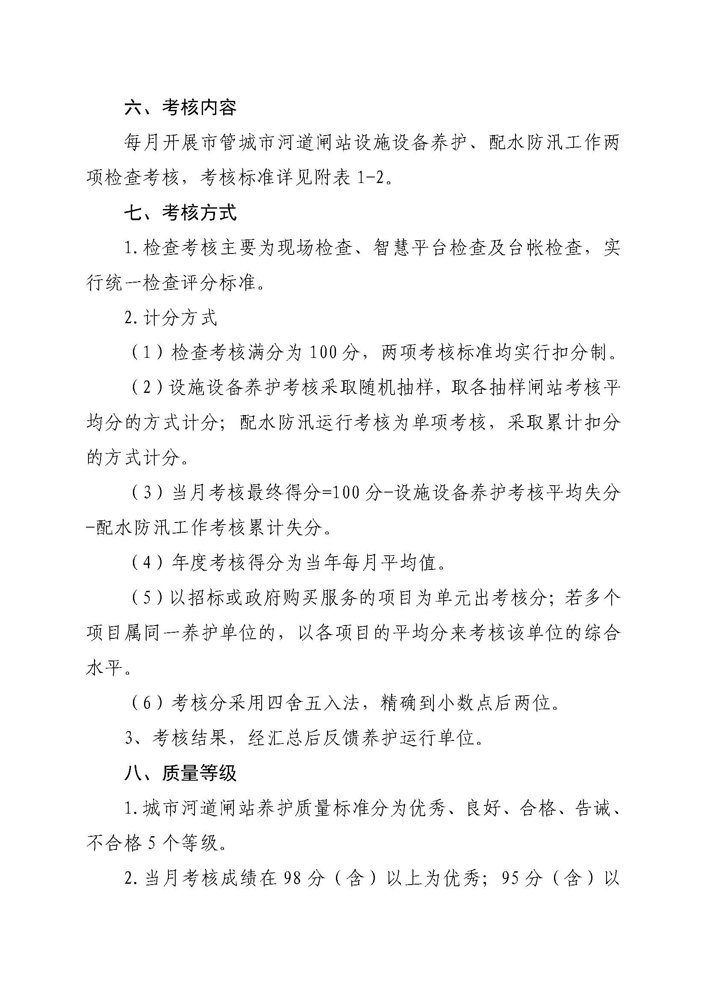 六、考核内容
每月开展市管城市河道闸站设施设备养护、配水防汛工作两
项检查考核，考核标准详见附表 1-2。
七、考核方式
1.检查考核主要为现场检查、智慧平台检查及台帐检查，实
行统一检查评分标准。
2.计分方式
（1）检查考核满分为 100 分，两项考核标准均实行扣分制。
（2）设施设备养护考核采取随机抽样，取各抽样闸站考核平
均分的方式计分；配水防汛运行考核为单项考核，采取累计扣分
的方式计分。
（3）当月考核最终得分=100 分-设施设备养护考核平均失分
-配水防汛工作考核累计失分。
（4）年度考核得分为当年每月平均值。
（5）以招标或政府购买服务的项目为单元出考核分；若多个
项目属同一养护单位的，以各项目的平均分来考核该单位的综合
水平。
（6）考核分采用四舍五入法，精确到小数点后两位。
3、考核结果，经汇总后反馈养护运行单位。
八、质量等级
1.城市河道闸站养护质量标准分为优秀、良好、合格、告诫、
不合格 5 个等级。
2.当月考核成绩在 98 分（含）以上为优秀；95 分（含）以